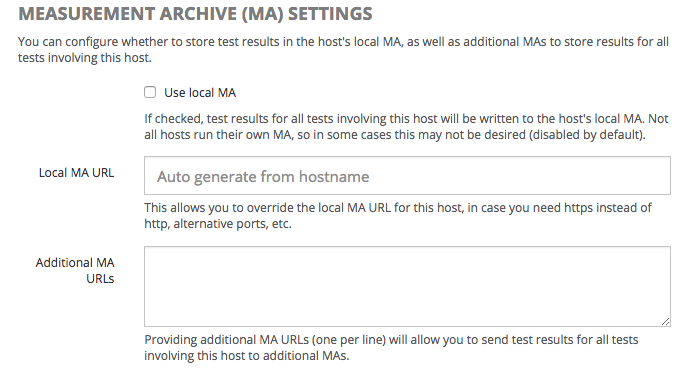 MEASUREMENT ARCHIVE (MA) SETTINGS
You can configure whether to store test results in the host's local MA, as well as additional MAs to store results for all
tests involving this host.
Use local MA
If checked, test results for all tests involving this host will be written to the host's local MA. Not
all hosts run their own MA, so in some cases this may not be desired (disabled by default).
Local MA URL
Auto generate from hostname
This allows you to override the local MA URL for this host, in case you need https instead of
http, alternative ports, etc.
Additional MA
URLs
Providing additional MA URLs (one per line) will allow you to send test results for all tests
involving this host to additional MAs.